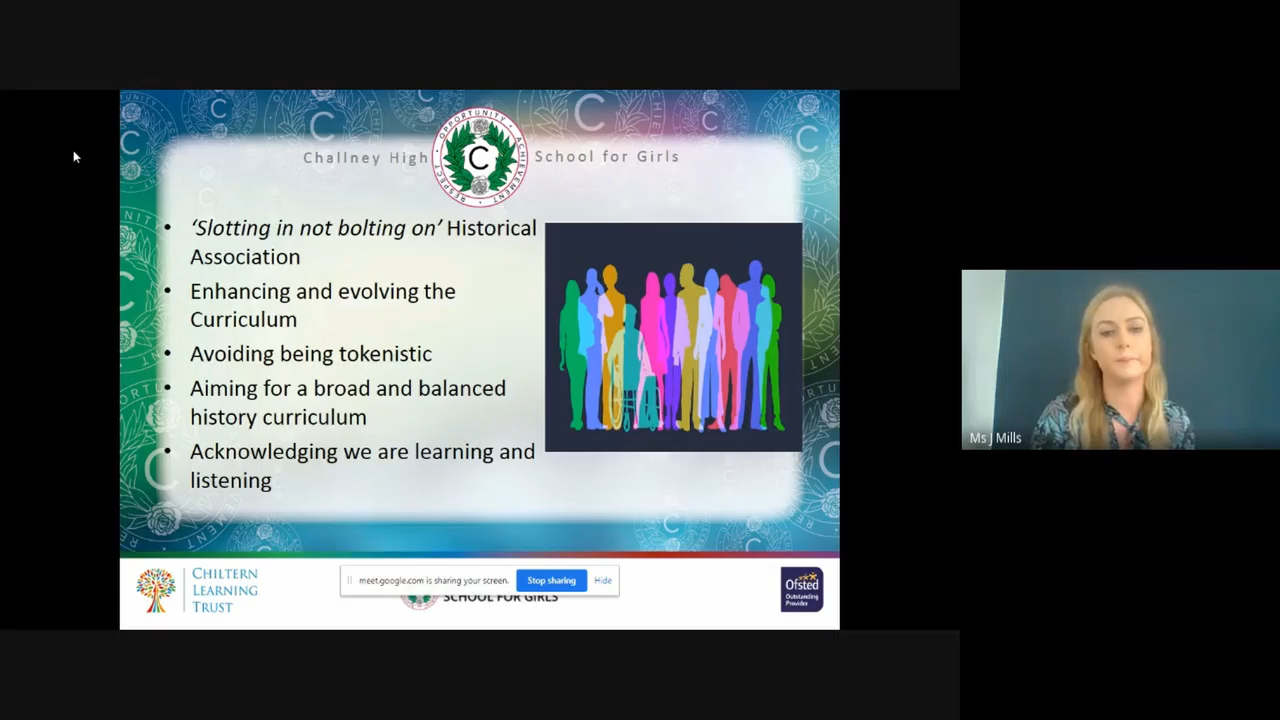 Challney High School for Girls
OPPORTUNITY • ACHIEVEMENT • RESPECT
C
• ‘Slotting in not bolting on’ Historical
Association
• Enhancing and evolving the
Curriculum
• Avoiding being tokenistic
• Aiming for a broad and balanced
history curriculum
• Acknowledging we are learning and
listening
Ms J Mills
CHILTERN
LEARNING
TRUST
meet.google.com is sharing your screen.
Stop sharing
Hide
SCHOOL FOR GIRLS
Ofsted
Outstanding
Provider